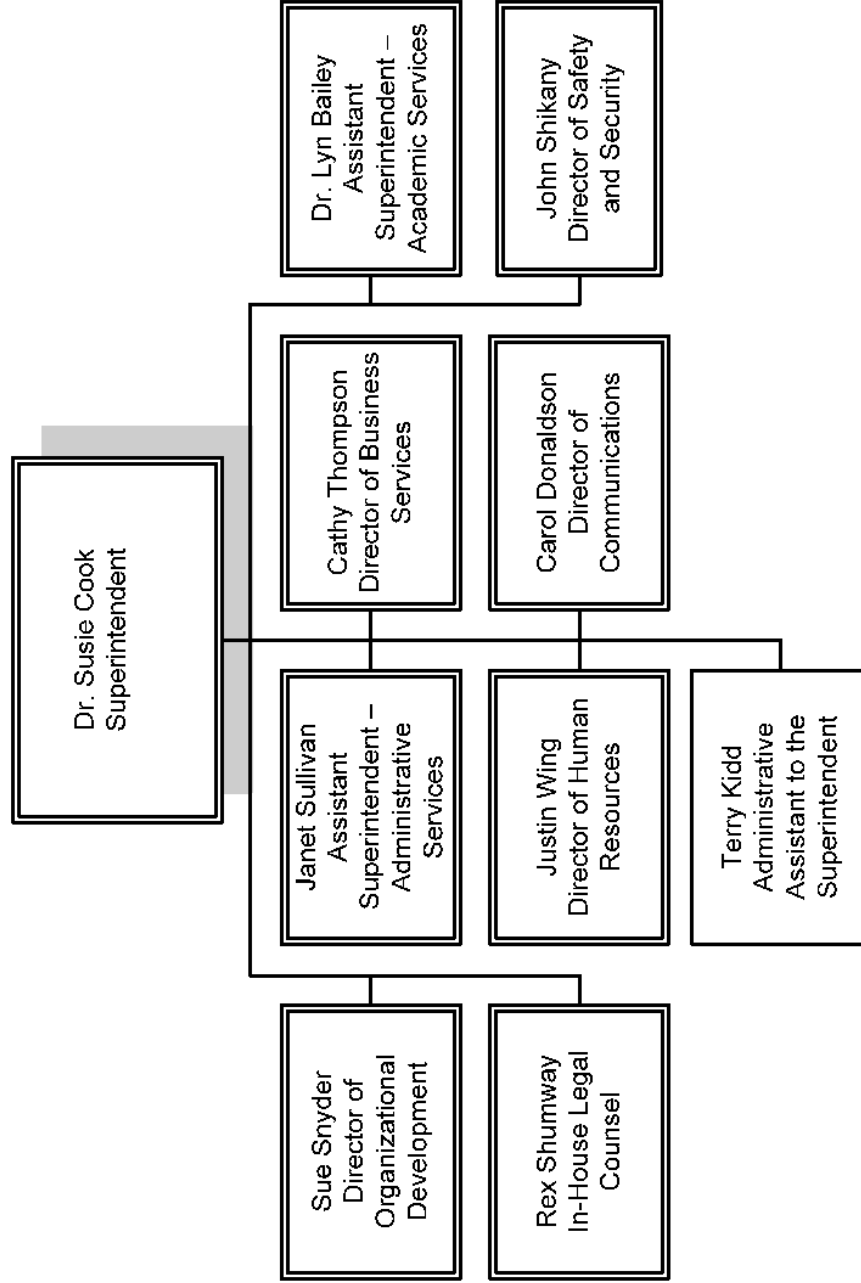 Dr. Susie Cook
Superintendent
Sue Snyder
Director of
Organizational
Development
Janet Sullivan
Assistant
Superintendent –
Administrative
Services
Cathy Thompson
Director of Business
Services
Dr. Lyn Bailey
Assistant
Superintendent –
Academic Services
Rex Shumway
In-House Legal
Counsel
Justin Wing
Director of Human
Resources
Carol Donaldson
Director of
Communications
John Shikany
Director of Safety
and Security
Terry Kidd
Administrative
Assistant to the
Superintendent